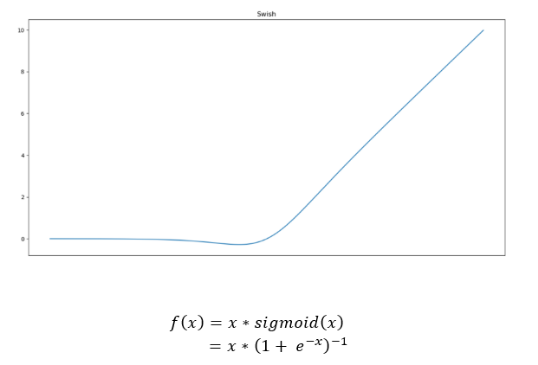 Swish
10
8
6
4
2
0
f(x) = x * sigmoid(x)
= x * (1 + e^{-x})^{-1}